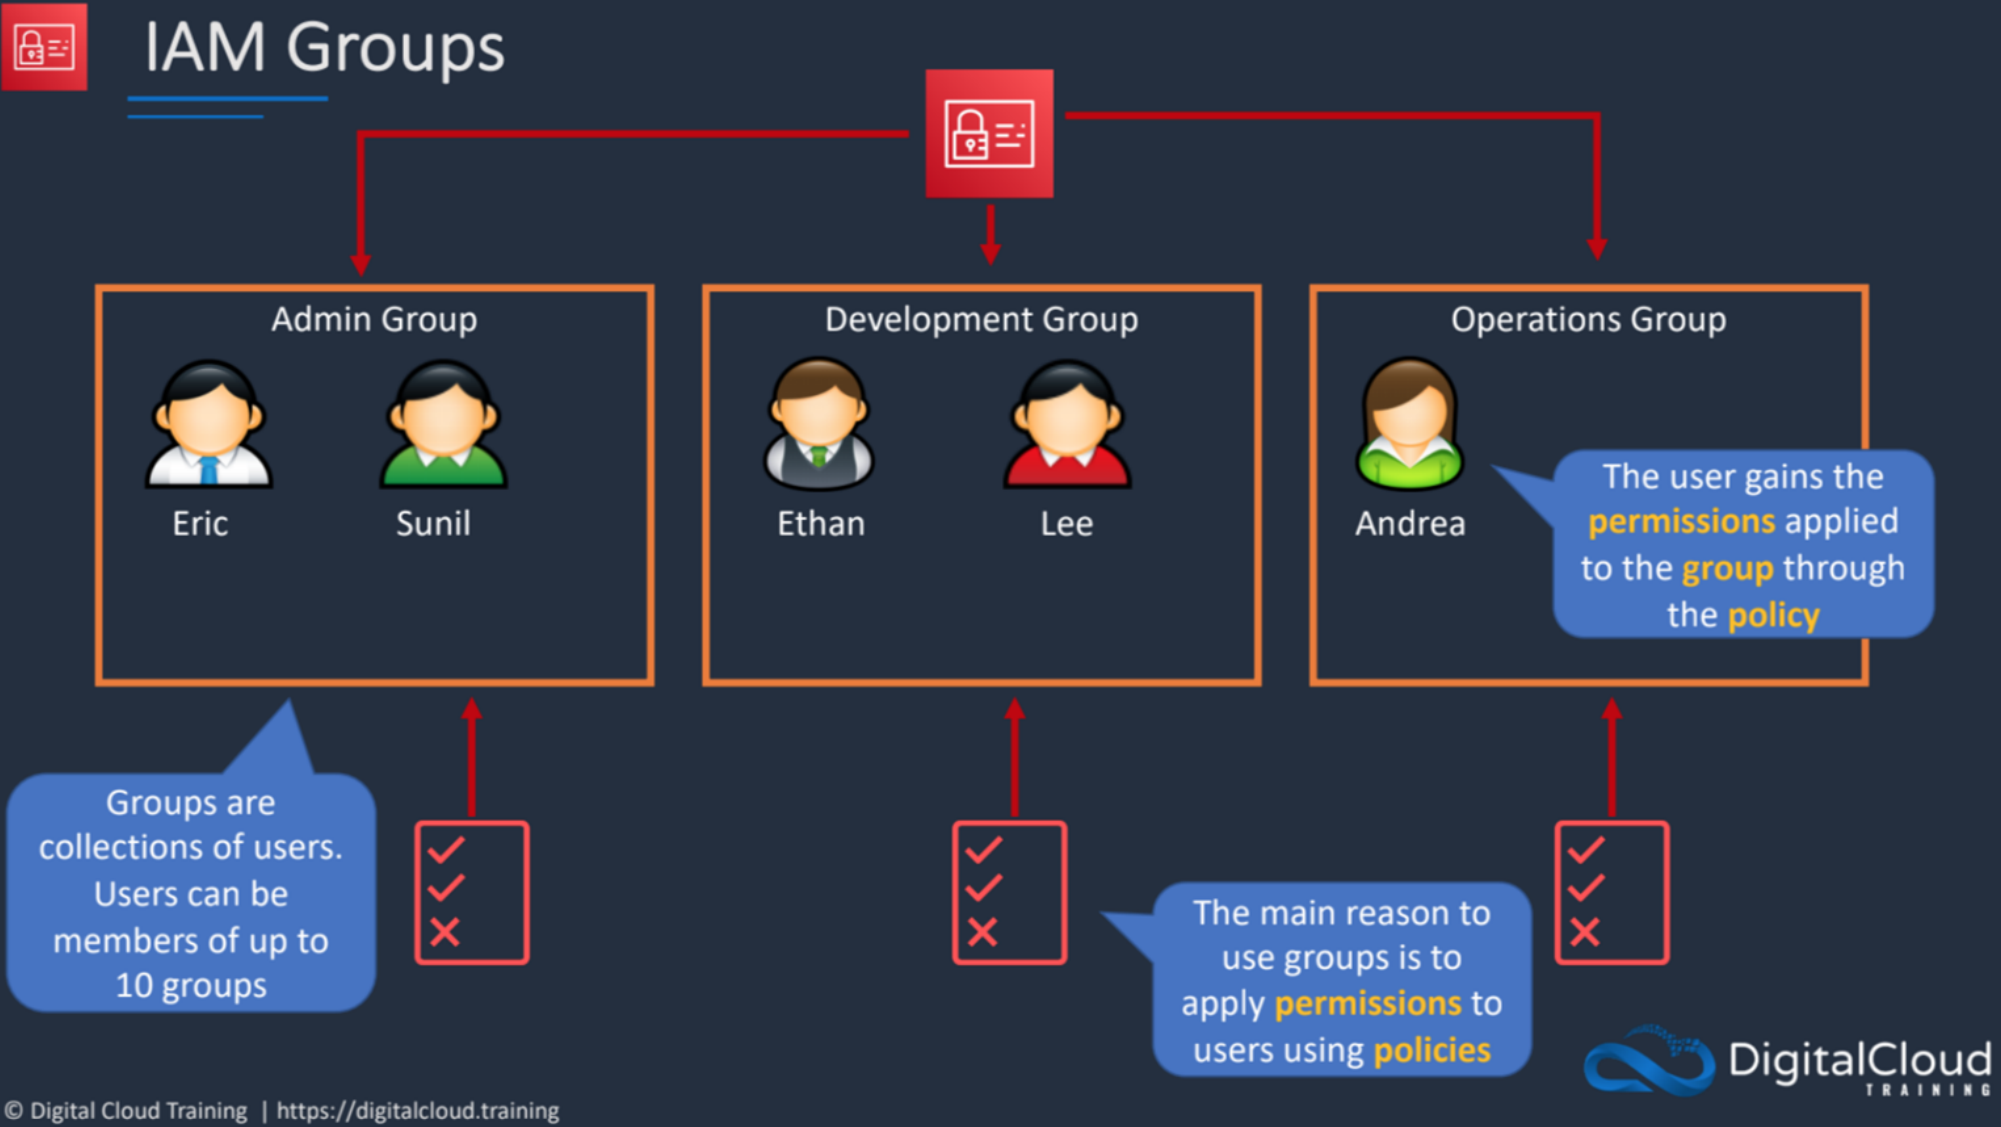 IAM Groups
Admin Group
Eric
Sunil
Development Group
Ethan
Lee
Operations Group
Andrea
The user gains the
permissions applied
to the group through
the policy
Groups are
collections of users.
Users can be
members of up to
10 groups
The main reason to
use groups is to
apply permissions to
users using policies
DigitalCloud
TRAINING
© Digital Cloud Training | https://digitalcloud.training